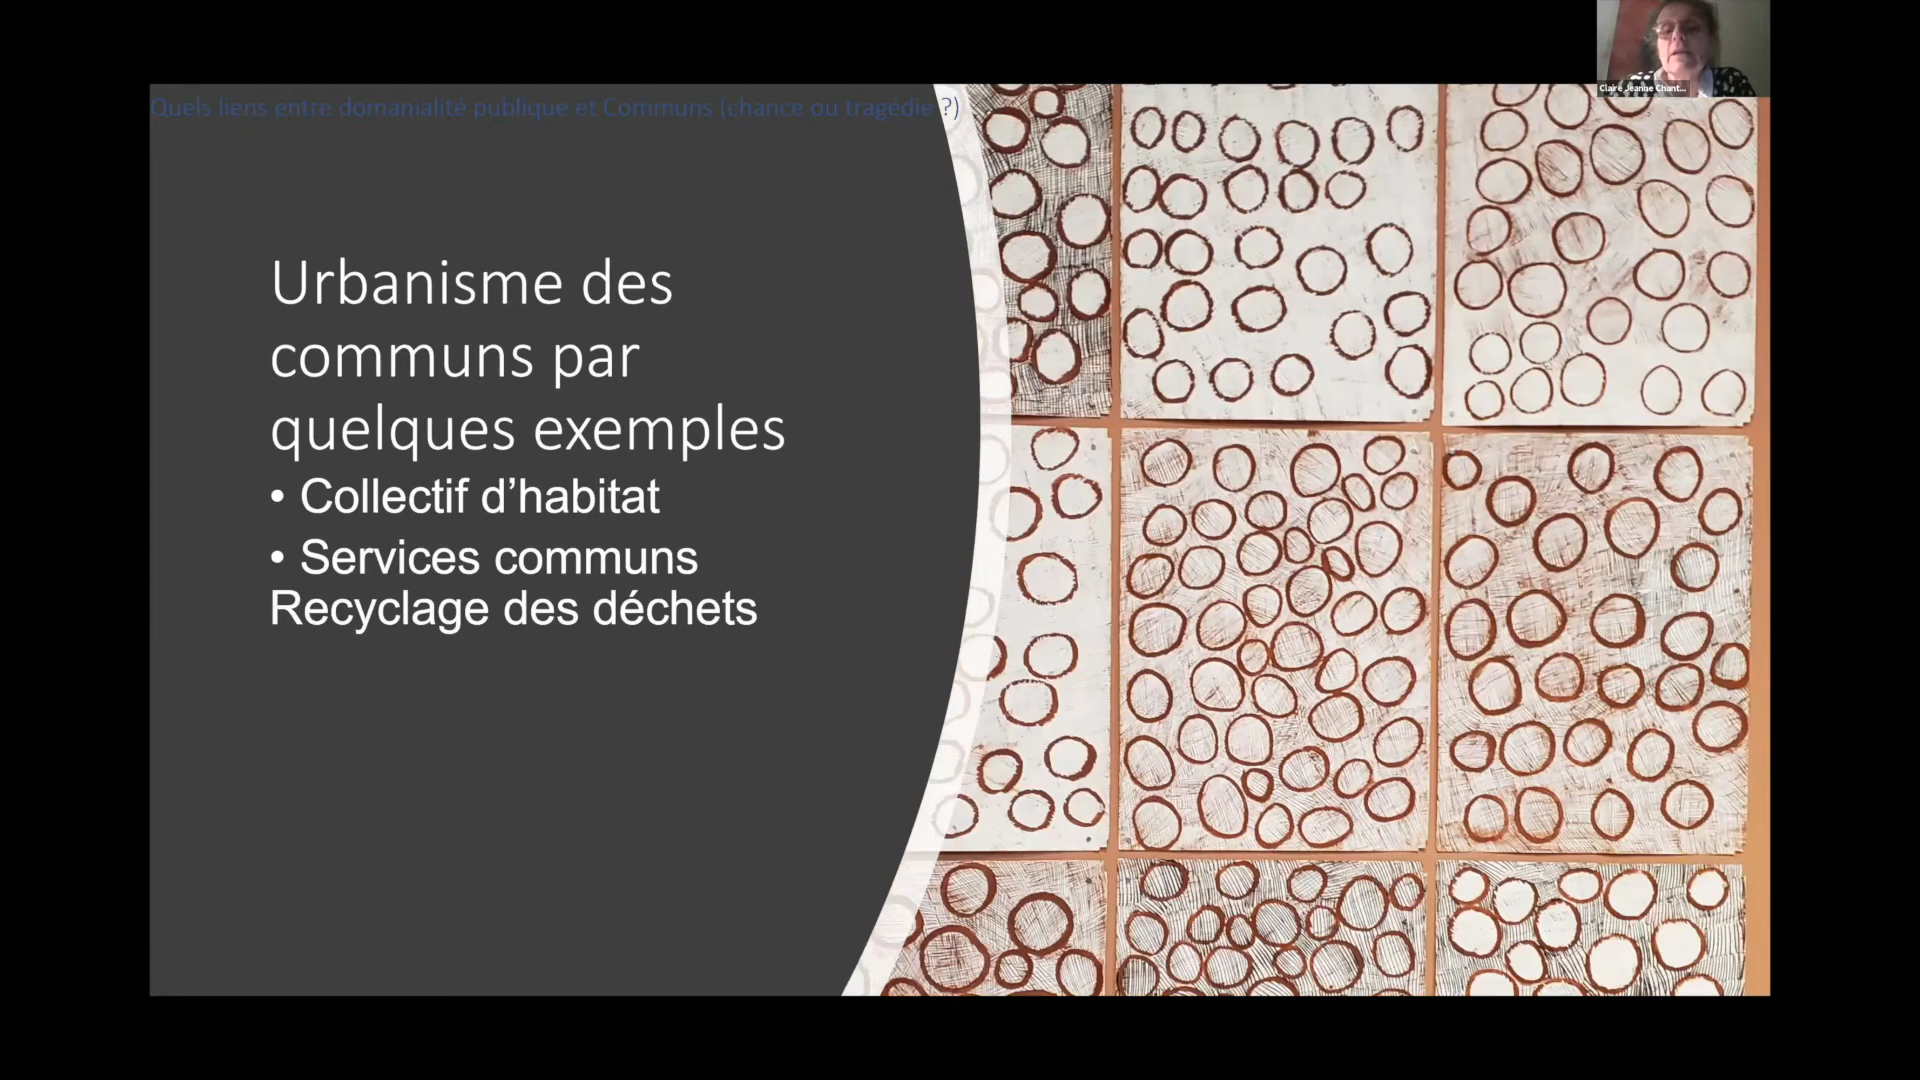 Claire Jeanne Chant...
Quels liens entre domanialité publique et Communs (chance ou tragédie ?)
Urbanisme des
communs par
quelques exemples
• Collectif d’habitat
• Services communs
Recyclage des déchets